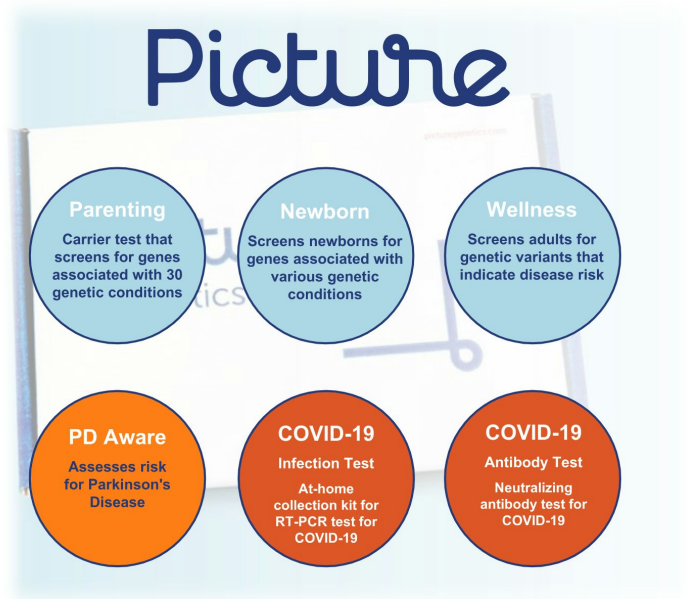 Picture
Parenting
Carrier test that
screens for genes
associated with 30
genetic conditions
Newborn
Screens newborns for
genes associated with
various genetic
conditions
Wellness
Screens adults for
genetic variants that
indicate disease risk
PD Aware
Assesses risk
for Parkinson's
Disease
COVID-19
Infection Test
At-home
collection kit for
RT-PCR test for
COVID-19
COVID-19
Antibody Test
Neutralizing
antibody test for
COVID-19